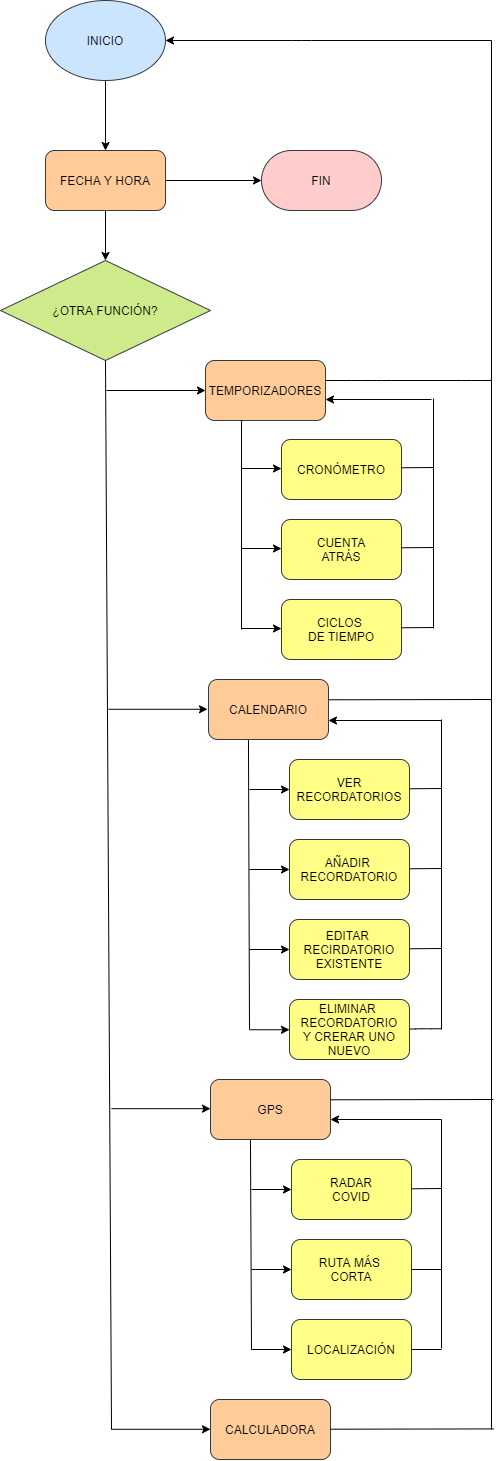 INICIO
FECHA Y HORA
FIN
¿OTRA FUNCIÓN?
TEMPORIZADORES
CRONÓMETRO
CUENTA
ATRÁS
CICLOS
DE TIEMPO
CALENDARIO
VER
RECORDATORIOS
AÑADIR
RECORDATORIO
EDITAR
RECIRDATORIO
EXISTENTE
ELIMINAR
RECORDATORIO
Y CRERAR UNO
NUEVO
GPS
RADAR
COVID
RUTA MÁS
CORTA
LOCALIZACIÓN
CALCULADORA